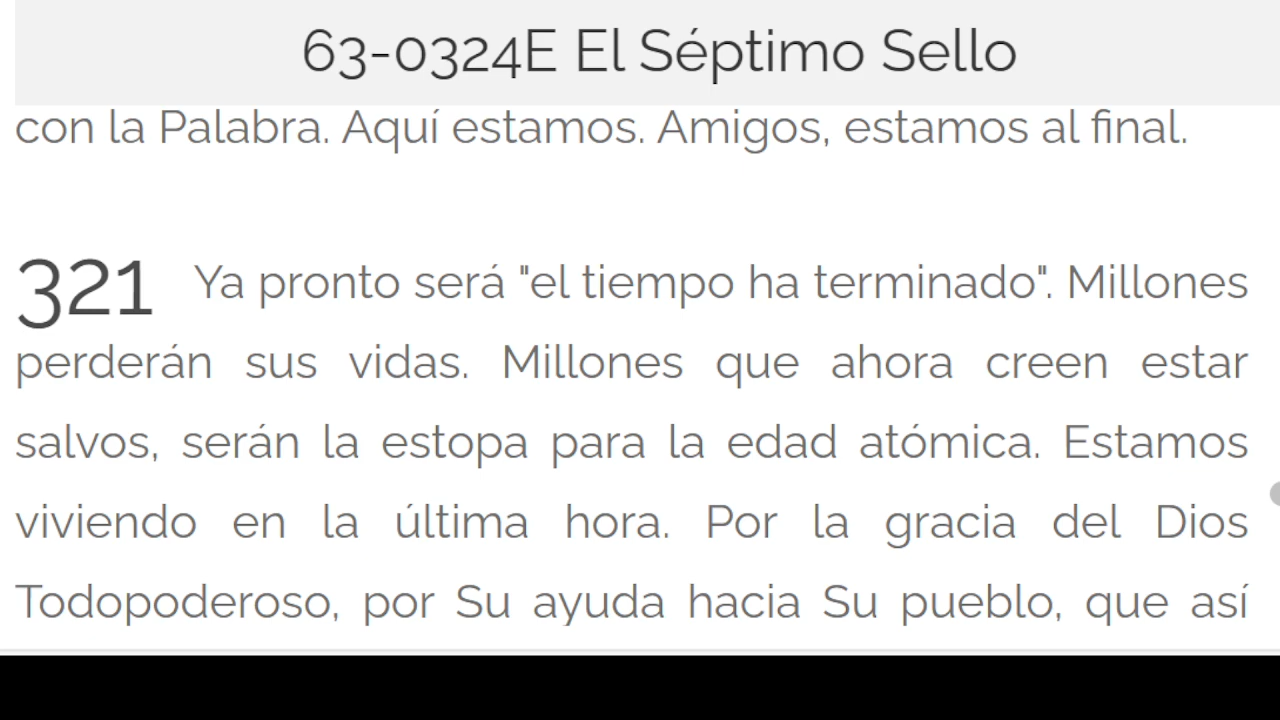 63-0324E El Séptimo Sello
con la Palabra. Aquí estamos. Amigos, estamos al final.
321 Ya pronto será "el tiempo ha terminado". Millones
perderán sus vidas. Millones que ahora creen estar
salvos, serán la estopa para la edad atómica. Estamos
viviendo en la última hora. Por la gracia del Dios
Todopoderoso, por Su ayuda hacia Su pueblo, que así